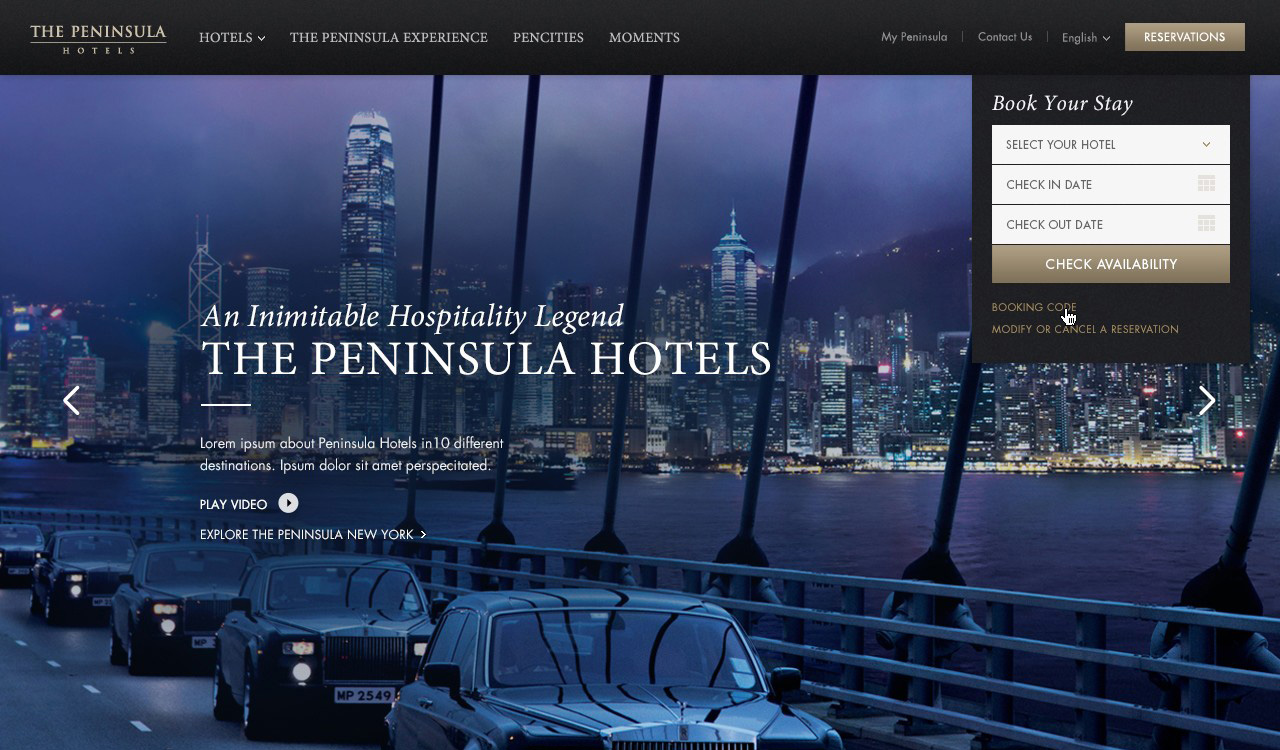 THE PENINSULA
HOTELS
HOTELS
THE PENINSULA EXPERIENCE
PENCITIES
MOMENTS
My Peninsula
Contact Us
English
RESERVATIONS
Book Your Stay
SELECT YOUR HOTEL
CHECK IN DATE
CHECK OUT DATE
CHECK AVAILABILITY
BOOKING CODE
MODIFY OR CANCEL A RESERVATION
An Inimitable Hospitality Legend
THE PENINSULA HOTELS
Lorem ipsum about Peninsula Hotels in10 different
destinations. Ipsum dolor sit amet perspecitated.
PLAY VIDEO
EXPLORE THE PENINSULA NEW YORK
MP 2549